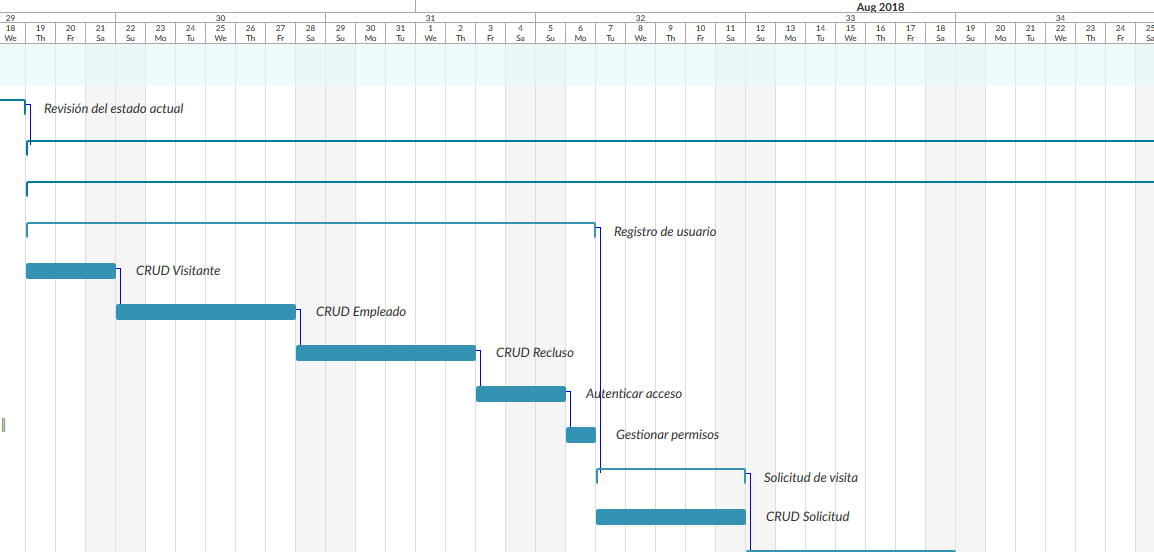 Aug 2018
29 30 31 32 33 34
18 19 20 21 22 23 24 25 26 27 28 29 30 31 1 2 3 4 5 6 7 8 9 10 11 12 13 14 15 16 17 18 19 20 21 22 23 24 25
We Th Fr Sa Su Mo Tu We Th Fr Sa Su Mo Tu We Th Fr Sa Su Mo Tu We Th Fr Sa Su Mo Tu We Th Fr Sa Su Mo Tu We Th Fr Sa
Revisión del estado actual
Registro de usuario
CRUD Visitante
CRUD Empleado
CRUD Recluso
Autenticar acceso
Gestionar permisos
Solicitud de visita
CRUD Solicitud